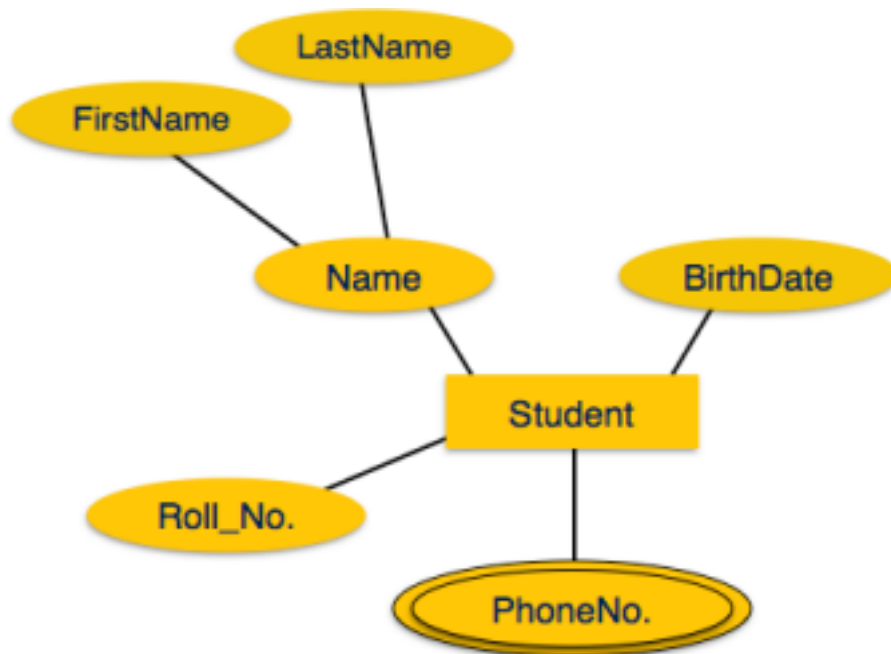 LastName
FirstName
Name
BirthDate
Student
Roll_No.
PhoneNo.